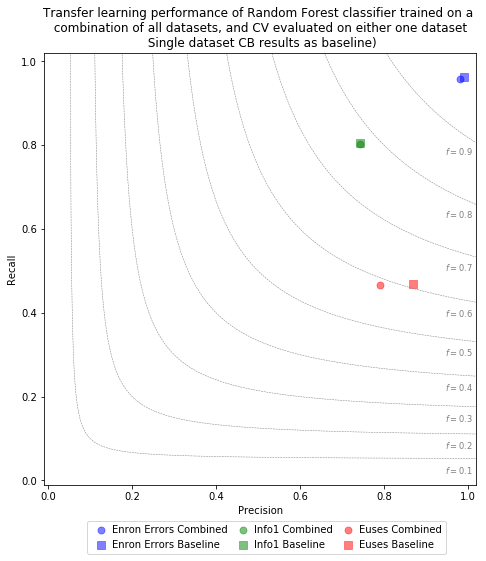 Transfer learning performance of Random Forest classifier trained on a
combination of all datasets, and CV evaluated on either one dataset
Single dataset CB results as baseline)
1.0
0.8
0.6
0.4
0.2
0.0
Recall
f = 0.9
f = 0.8
f = 0.7
f = 0.6
f = 0.5
f = 0.4
f = 0.3
f = 0.2
f = 0.1
0.0 0.2 0.4 0.6 0.8 1.0
Precision
Enron Errors Combined Info1 Combined Euses Combined
Enron Errors Baseline Info1 Baseline Euses Baseline